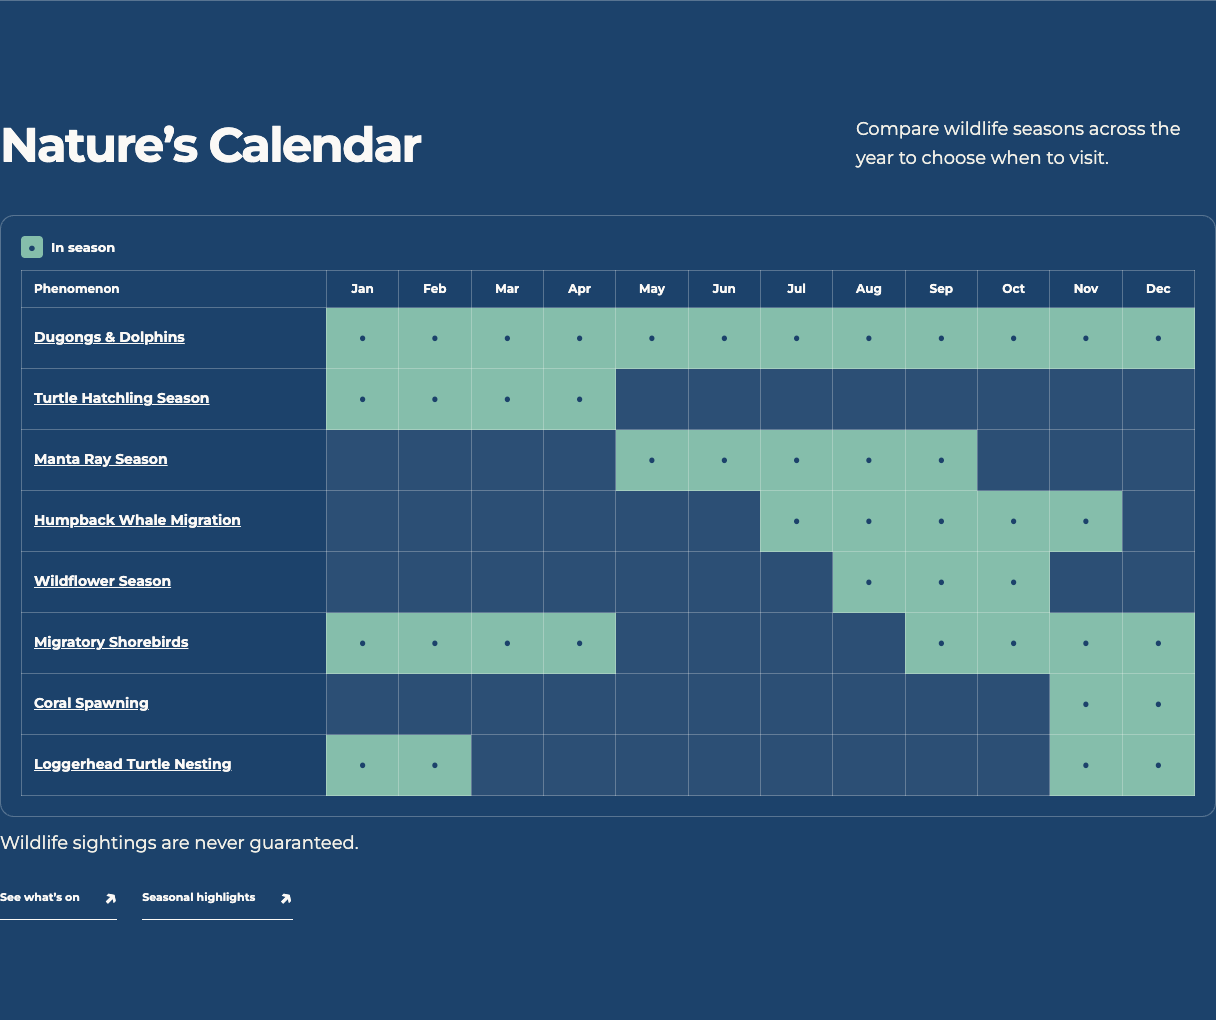 Nature’s Calendar
Compare wildlife seasons across the
year to choose when to visit.
In season
Phenomenon Jan Feb Mar Apr May Jun Jul Aug Sep Oct Nov Dec
Dugongs & Dolphins
Turtle Hatchling Season
Manta Ray Season
Humpback Whale Migration
Wildflower Season
Migratory Shorebirds
Coral Spawning
Loggerhead Turtle Nesting
Wildlife sightings are never guaranteed.
See what’s on
Seasonal highlights